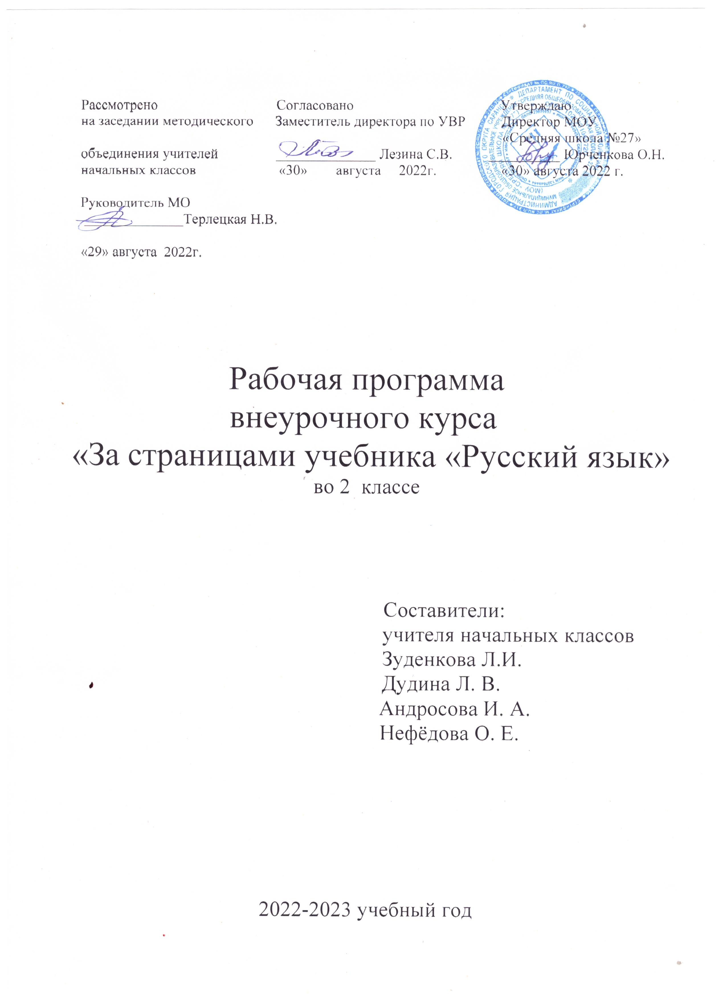 Рассмотрено
на заседании методического
объединения учителей
начальных классов
Руководитель МО
______________Терлецкая Н.В.
«29» августа 2022г.
Согласовано
Заместитель директора по УВР
______________ Лезина С.В.
«30» августа 2022г.
Утверждаю
Директор МОУ
«Средняя школа №27»
__________ Юрченкова О.Н.
«30» августа 2022 г.
Рабочая программа
внеурочного курса
«За страницами учебника «Русский язык»
во 2 классе
Составители:
учителя начальных классов
Зуденкова Л.И.
Дудина Л. В.
Андросова И. А.
Нефёдова О. Е.
2022-2023 учебный год